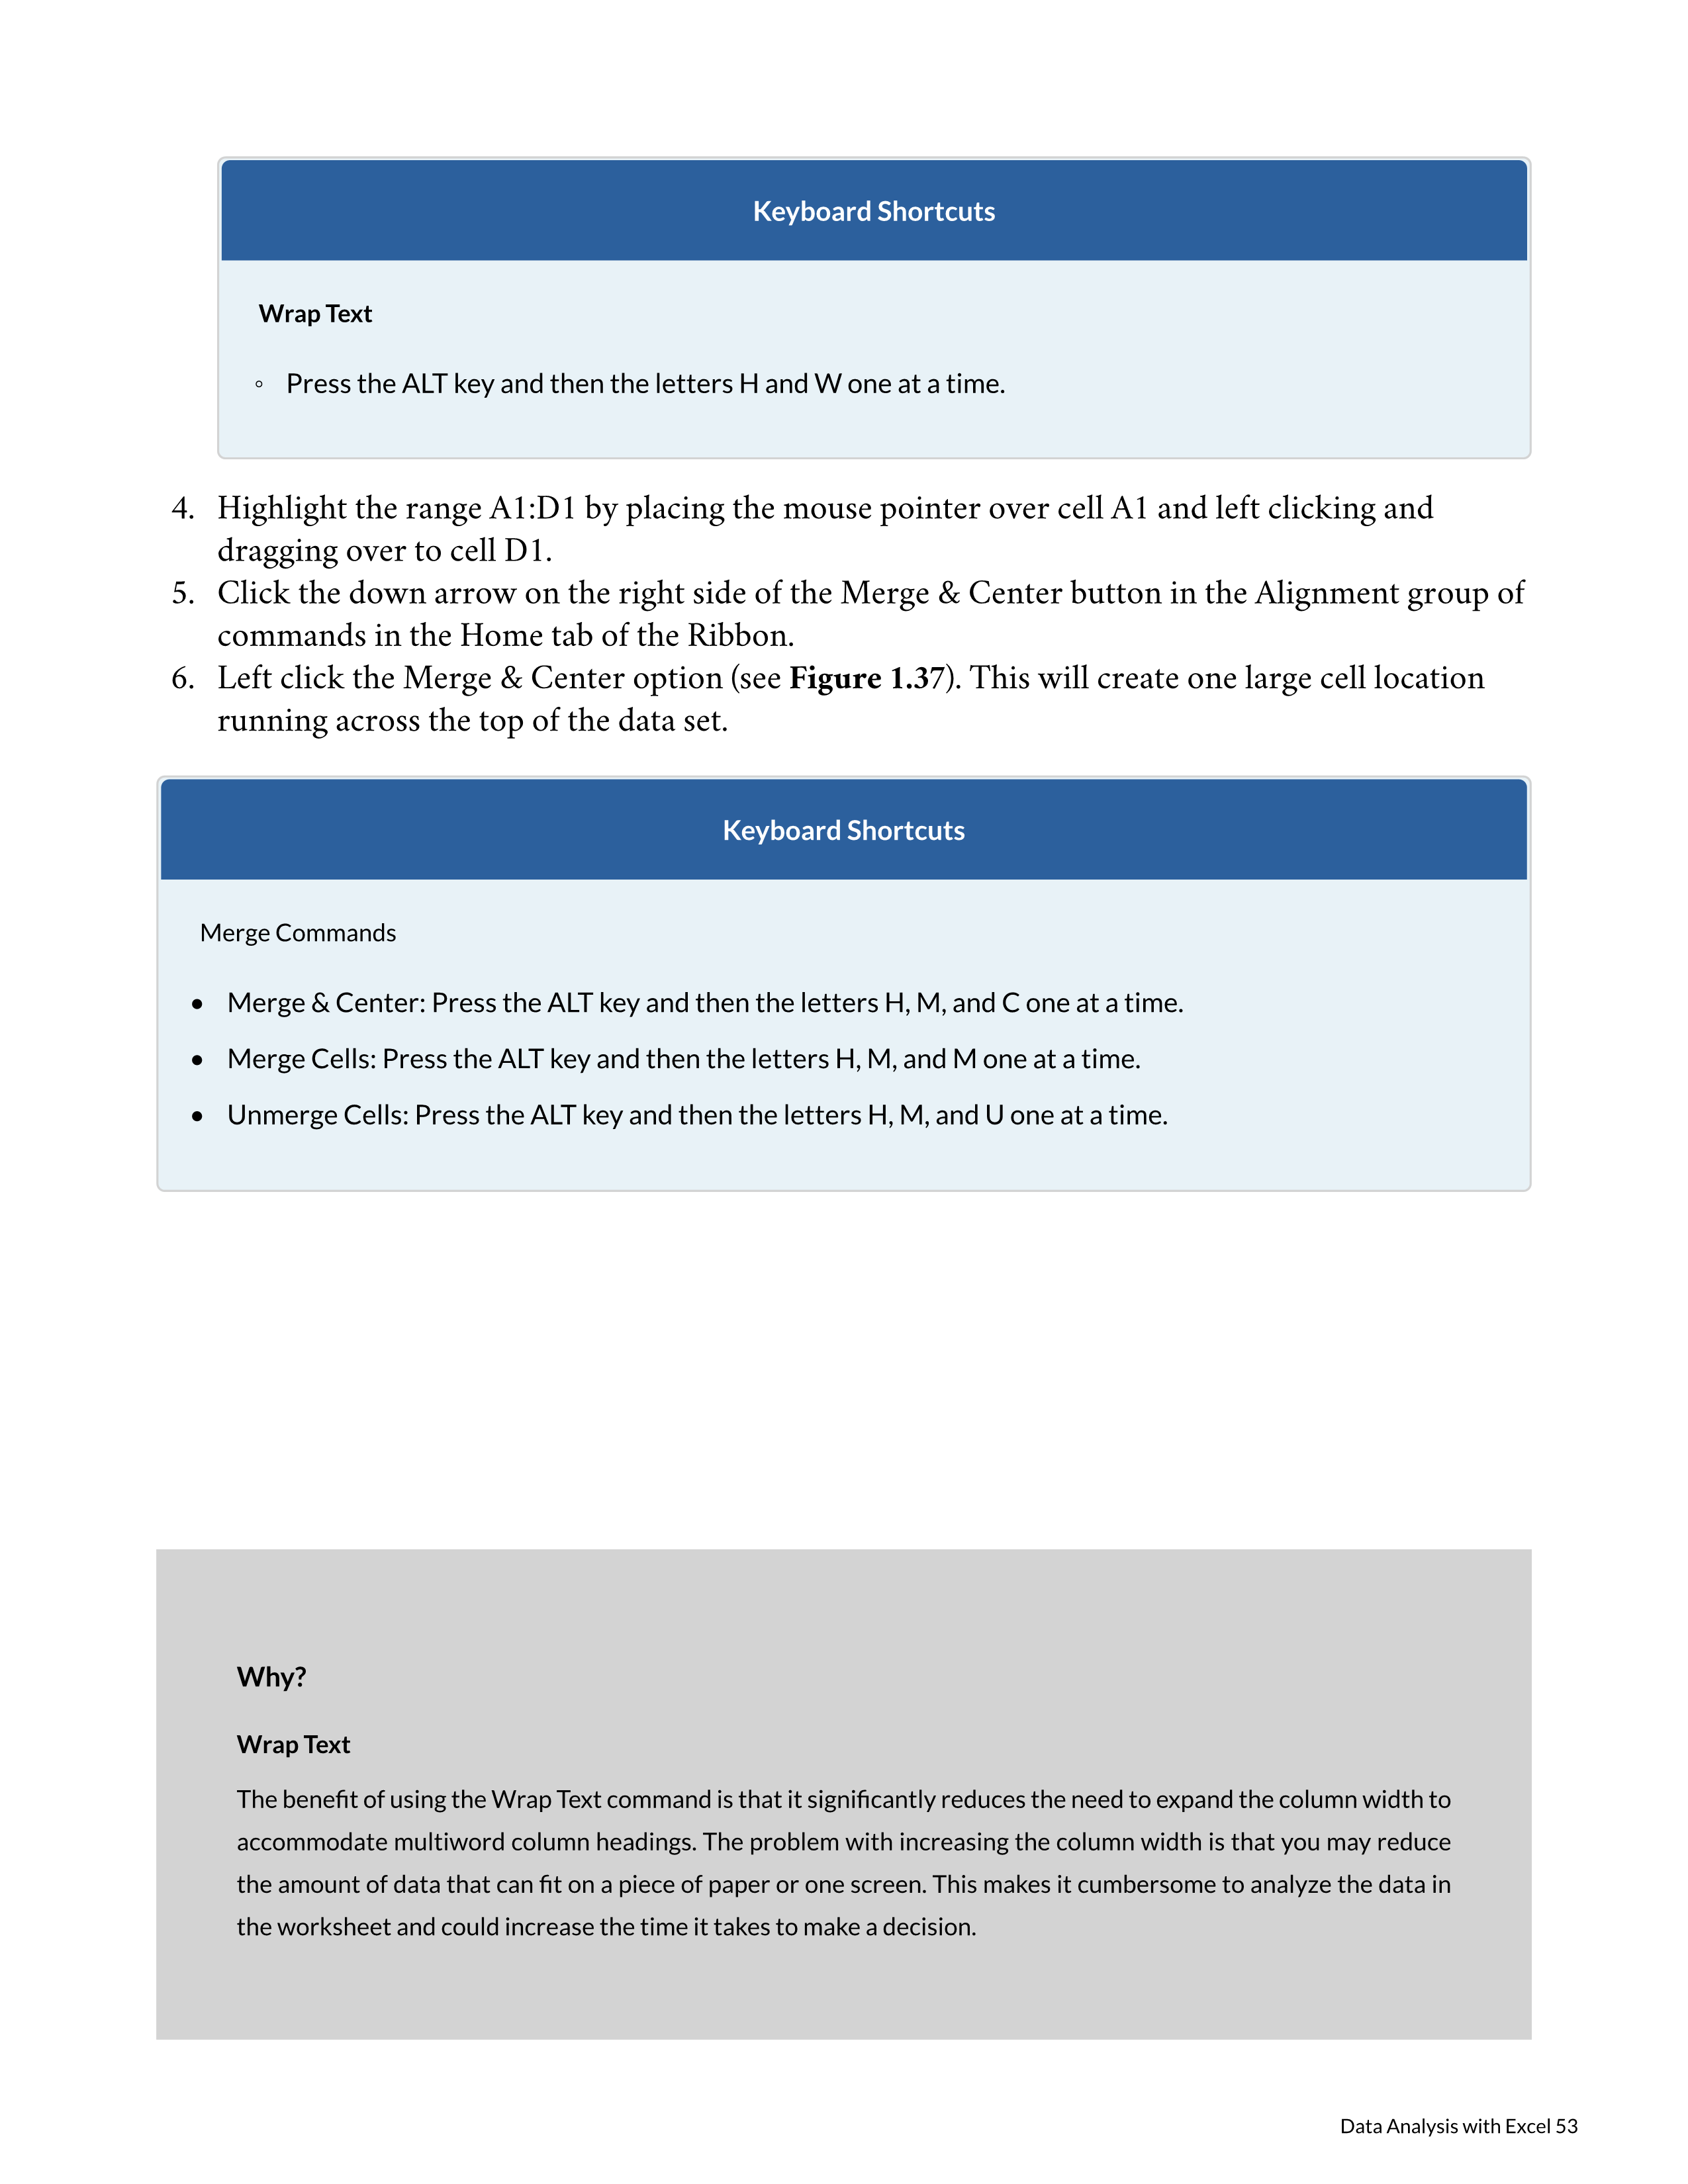 Keyboard Shortcuts
Wrap Text
◦ Press the ALT key and then the letters H and W one at a time.
4. Highlight the range A1:D1 by placing the mouse pointer over cell A1 and left clicking and
dragging over to cell D1.
5. Click the down arrow on the right side of the Merge & Center button in the Alignment group of
commands in the Home tab of the Ribbon.
6. Left click the Merge & Center option (see Figure 1.37). This will create one large cell location
running across the top of the data set.
Keyboard Shortcuts
Merge Commands
• Merge & Center: Press the ALT key and then the letters H, M, and C one at a time.
• Merge Cells: Press the ALT key and then the letters H, M, and M one at a time.
• Unmerge Cells: Press the ALT key and then the letters H, M, and U one at a time.
Why?
Wrap Text
The benefit of using the Wrap Text command is that it significantly reduces the need to expand the column width to
accommodate multiword column headings. The problem with increasing the column width is that you may reduce
the amount of data that can fit on a piece of paper or one screen. This makes it cumbersome to analyze the data in
the worksheet and could increase the time it takes to make a decision.
Data Analysis with Excel 53